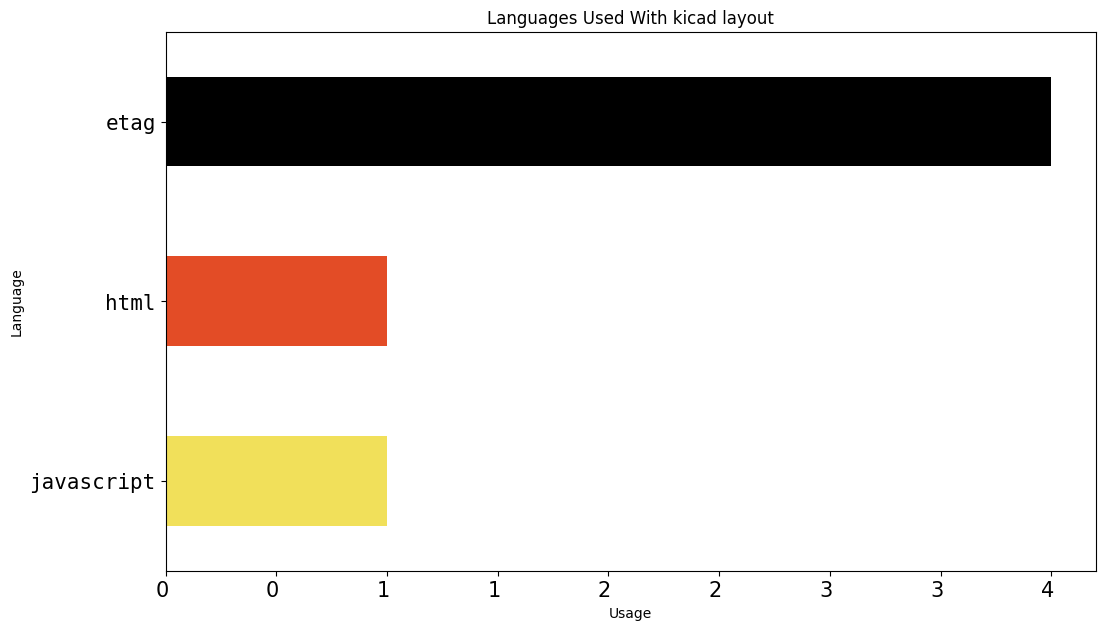 Languages Used With kicad layout
etag
html
javascript
Language
0 0 1 1 2 2 3 3 4
Usage